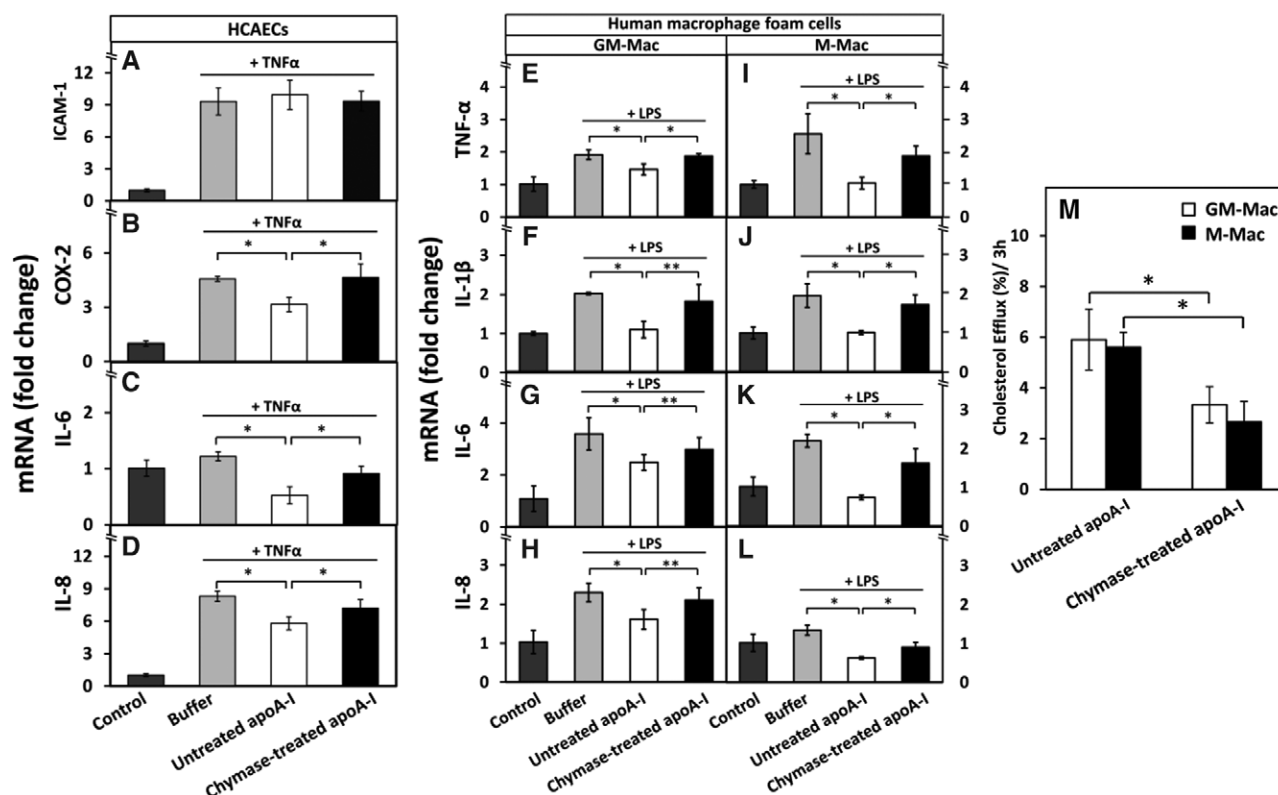 HCAECs
A
+ TNFα
ICAM-1
12
9
6
3
0
B
+ TNFα
* *
COX-2
6
3
0
C
+ TNFα
* *
IL-6
2
1
0
D
+ TNFα
* *
IL-8
12
9
6
3
0
mRNA (fold change)
Control
Buffer
Untreated apoA-I
Chymase-treated apoA-I
Human macrophage foam cells
GM-Mac
M-Mac
E
+ LPS
* *
TNF-α
4
3
2
1
0
I
+ LPS
* *
4
3
2
1
0
F
+ LPS
* **
IL-1β
2
1
0
J
+ LPS
* *
3
2
1
0
G
+ LPS
* **
IL-6
4
2
0
K
+ LPS
* *
3
2
1
0
H
+ LPS
* **
IL-8
3
2
1
0
L
+ LPS
* *
3
2
1
0
mRNA (fold change)
Control
Buffer
Untreated apoA-I
Chymase-treated apoA-I
Control
Buffer
Untreated apoA-I
Chymase-treated apoA-I
M
GM-Mac
M-Mac
*
*
Cholesterol Efflux (%)/ 3h
10
8
6
4
2
0
Untreated apoA-I
Chymase-treated apoA-I